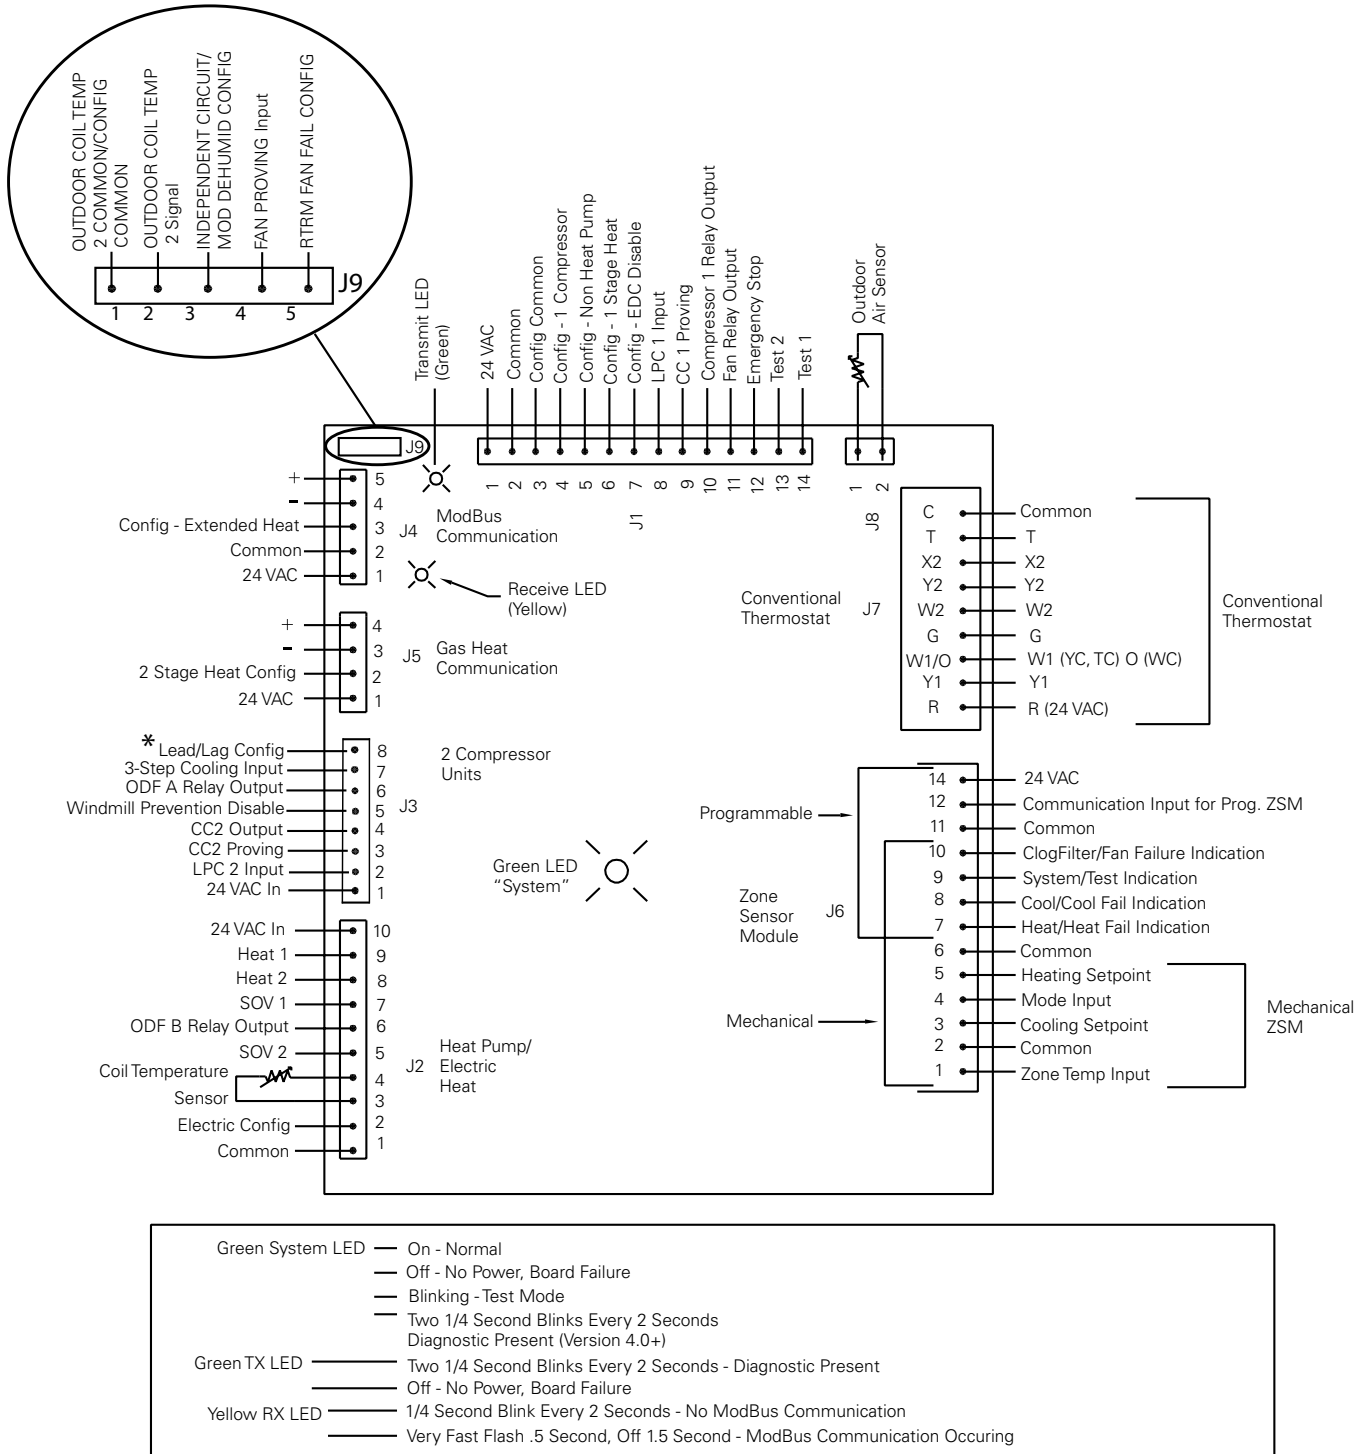 OUTDOOR COIL TEMP
2 COMMON/CONFIG
COMMON
OUTDOOR COIL TEMP
2 Signal
INDEPENDENT CIRCUIT/
MOD DEHUMID CONFIG
FAN PROVING Input
RTRM FAN FAIL CONFIG
J9
1 2 3 4 5
Transmit LED
(Green)
24 VAC
Common
Config Common
Config - 1 Compressor
Config - Non Heat Pump
Config - 1 Stage Heat
Config - EDC Disable
LPC 1 Input
CC 1 Proving
Compressor 1 Relay Output
Fan Relay Output
Emergency Stop
Test 2
Test 1
Outdoor
Air Sensor
J9
1 2 3 4 5 6 7 8 9 10 11 12 13 14
J1
1 2
J8
+ 5
- 4
Config - Extended Heat 3
Common 2
24 VAC 1
J4
ModBus
Communication
Receive LED
(Yellow)
+ 4
- 3
2 Stage Heat Config 2
24 VAC 1
J5
Gas Heat
Communication
* Lead/Lag Config 8
3-Step Cooling Input 7
ODF A Relay Output 6
Windmill Prevention Disable 5
CC2 Output 4
CC2 Proving 3
LPC 2 Input 2
24 VAC In 1
J3
2 Compressor
Units
Green LED
“System”
24 VAC In 10
Heat 1 9
Heat 2 8
SOV 1 7
ODF B Relay Output 6
SOV 2 5
Coil Temperature 4
Sensor 3
Electric Config 2
Common 1
J2
Heat Pump/
Electric
Heat
Conventional
Thermostat
J7
C Common
T T
X2 X2
Y2 Y2
W2 W2
G G
W1/O W1 (YC, TC) O (WC)
Y1 Y1
R R (24 VAC)
Conventional
Thermostat
Programmable
Zone
Sensor
Module
J6
Mechanical
14 24 VAC
12 Communication Input for Prog. ZSM
11 Common
10 ClogFilter/Fan Failure Indication
9 System/Test Indication
8 Cool/Cool Fail Indication
7 Heat/Heat Fail Indication
6 Common
5 Heating Setpoint
4 Mode Input
3 Cooling Setpoint
2 Common
1 Zone Temp Input
Mechanical
ZSM
Green System LED On - Normal
Off - No Power, Board Failure
Blinking - Test Mode
Two 1/4 Second Blinks Every 2 Seconds
Diagnostic Present (Version 4.0+)
Green TX LED Two 1/4 Second Blinks Every 2 Seconds - Diagnostic Present
Off - No Power, Board Failure
Yellow RX LED 1/4 Second Blink Every 2 Seconds - No ModBus Communication
Very Fast Flash .5 Second, Off 1.5 Second - ModBus Communication Occuring